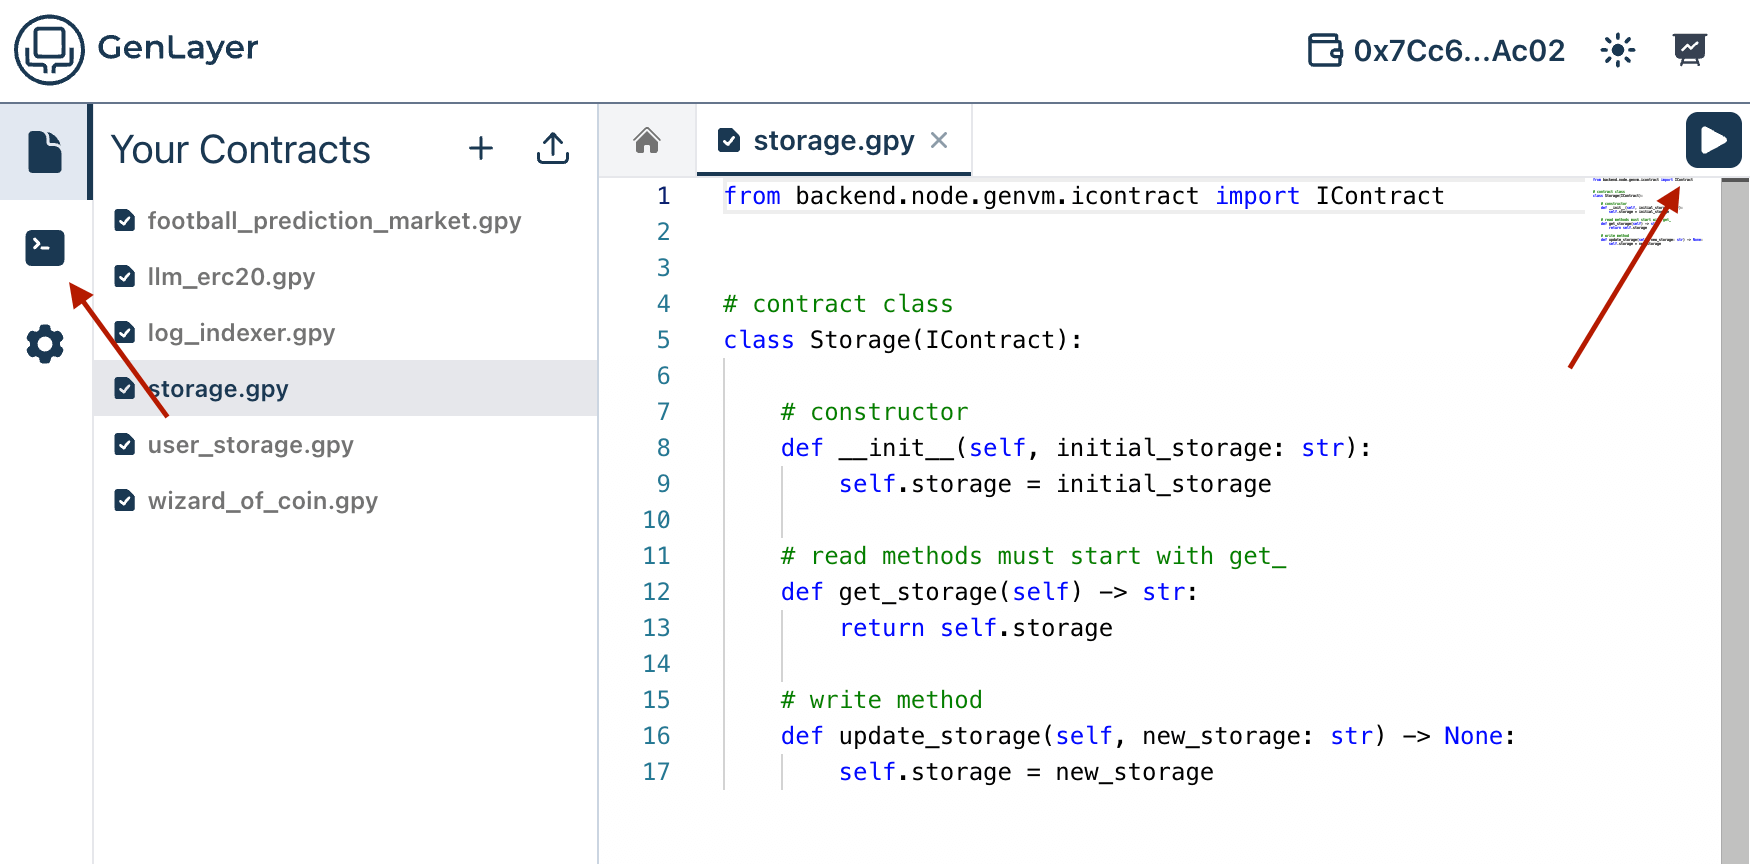 GenLayer
0x7Cc6...Ac02
Your Contracts
football_prediction_market.gpy
llm_erc20.gpy
log_indexer.gpy
storage.gpy
user_storage.gpy
wizard_of_coin.gpy
storage.gpy
1 from backend.node.genvm.icontract import IContract
2
3
4 # contract class
5 class Storage(IContract):
6
7     # constructor
8     def __init__(self, initial_storage: str):
9         self.storage = initial_storage
10
11     # read methods must start with get_
12     def get_storage(self) -> str:
13         return self.storage
14
15     # write method
16     def update_storage(self, new_storage: str) -> None:
17         self.storage = new_storage